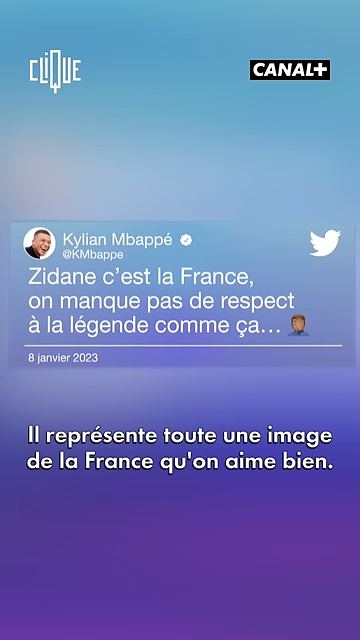 CLIQUE
CANAL+
Kylian Mbappé
@KMbappe
Zidane c'est la France,
on manque pas de respect
à la légende comme ça... 🤦🏾‍♂️
8 janvier 2023
Il représente toute une image
de la France qu'on aime bien.